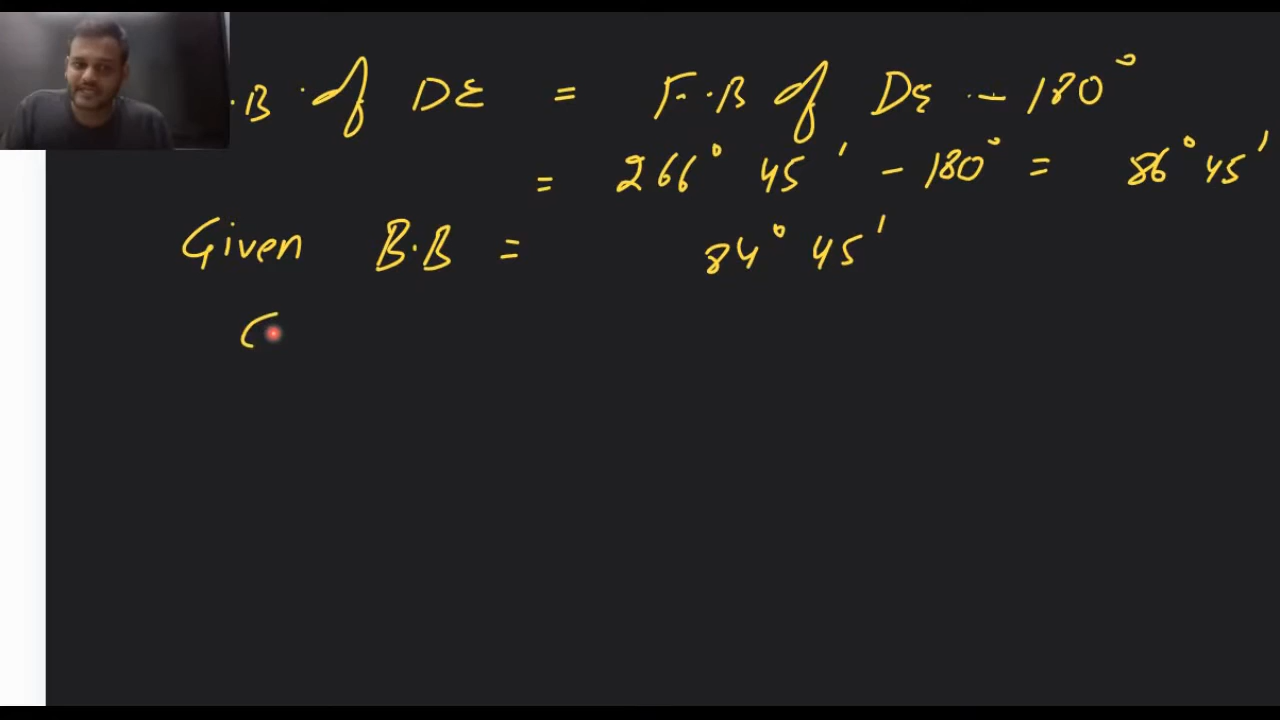 .B of DE = F.B of DE - 180°
= 266° 45' - 180° = 86° 45'
Given B.B = 84° 45'
C